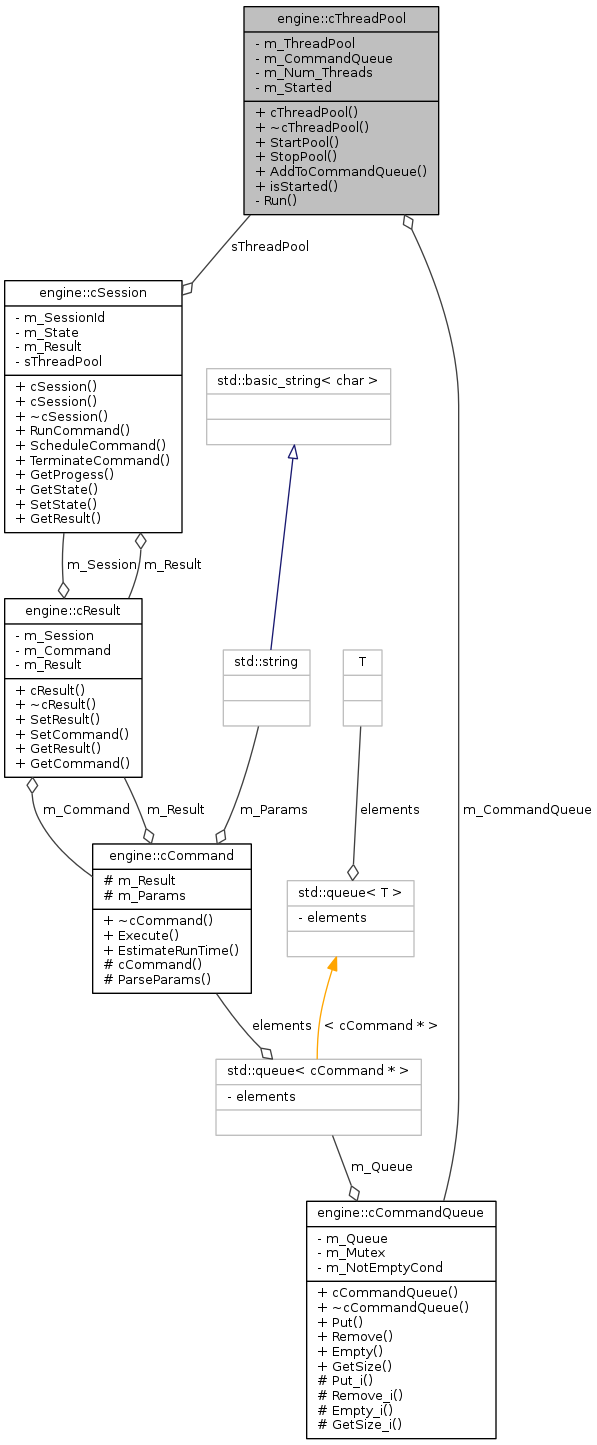 engine::cThreadPool
- m_ThreadPool
- m_CommandQueue
- m_Num_Threads
- m_Started
+ cThreadPool()
+ ~cThreadPool()
+ StartPool()
+ StopPool()
+ AddToCommandQueue()
+ isStarted()
- Run()
sThreadPool
engine::cSession
- m_SessionId
- m_State
- m_Result
- sThreadPool
+ cSession()
+ cSession()
+ ~cSession()
+ RunCommand()
+ ScheduleCommand()
+ TerminateCommand()
+ GetProgess()
+ GetState()
+ SetState()
+ GetResult()
std::basic_string< char >
m_Session
m_Result
engine::cResult
- m_Session
- m_Command
- m_Result
+ cResult()
+ ~cResult()
+ SetResult()
+ SetCommand()
+ GetResult()
+ GetCommand()
std::string
T
m_Command
m_Result
m_Params
elements
m_CommandQueue
engine::cCommand
# m_Result
# m_Params
+ ~cCommand()
+ Execute()
+ EstimateRunTime()
# cCommand()
# ParseParams()
std::queue< T >
- elements
elements
< cCommand * >
std::queue< cCommand * >
- elements
m_Queue
engine::cCommandQueue
- m_Queue
- m_Mutex
- m_NotEmptyCond
+ cCommandQueue()
+ ~cCommandQueue()
+ Put()
+ Remove()
+ Empty()
+ GetSize()
# Put_i()
# Remove_i()
# Empty_i()
# GetSize_i()